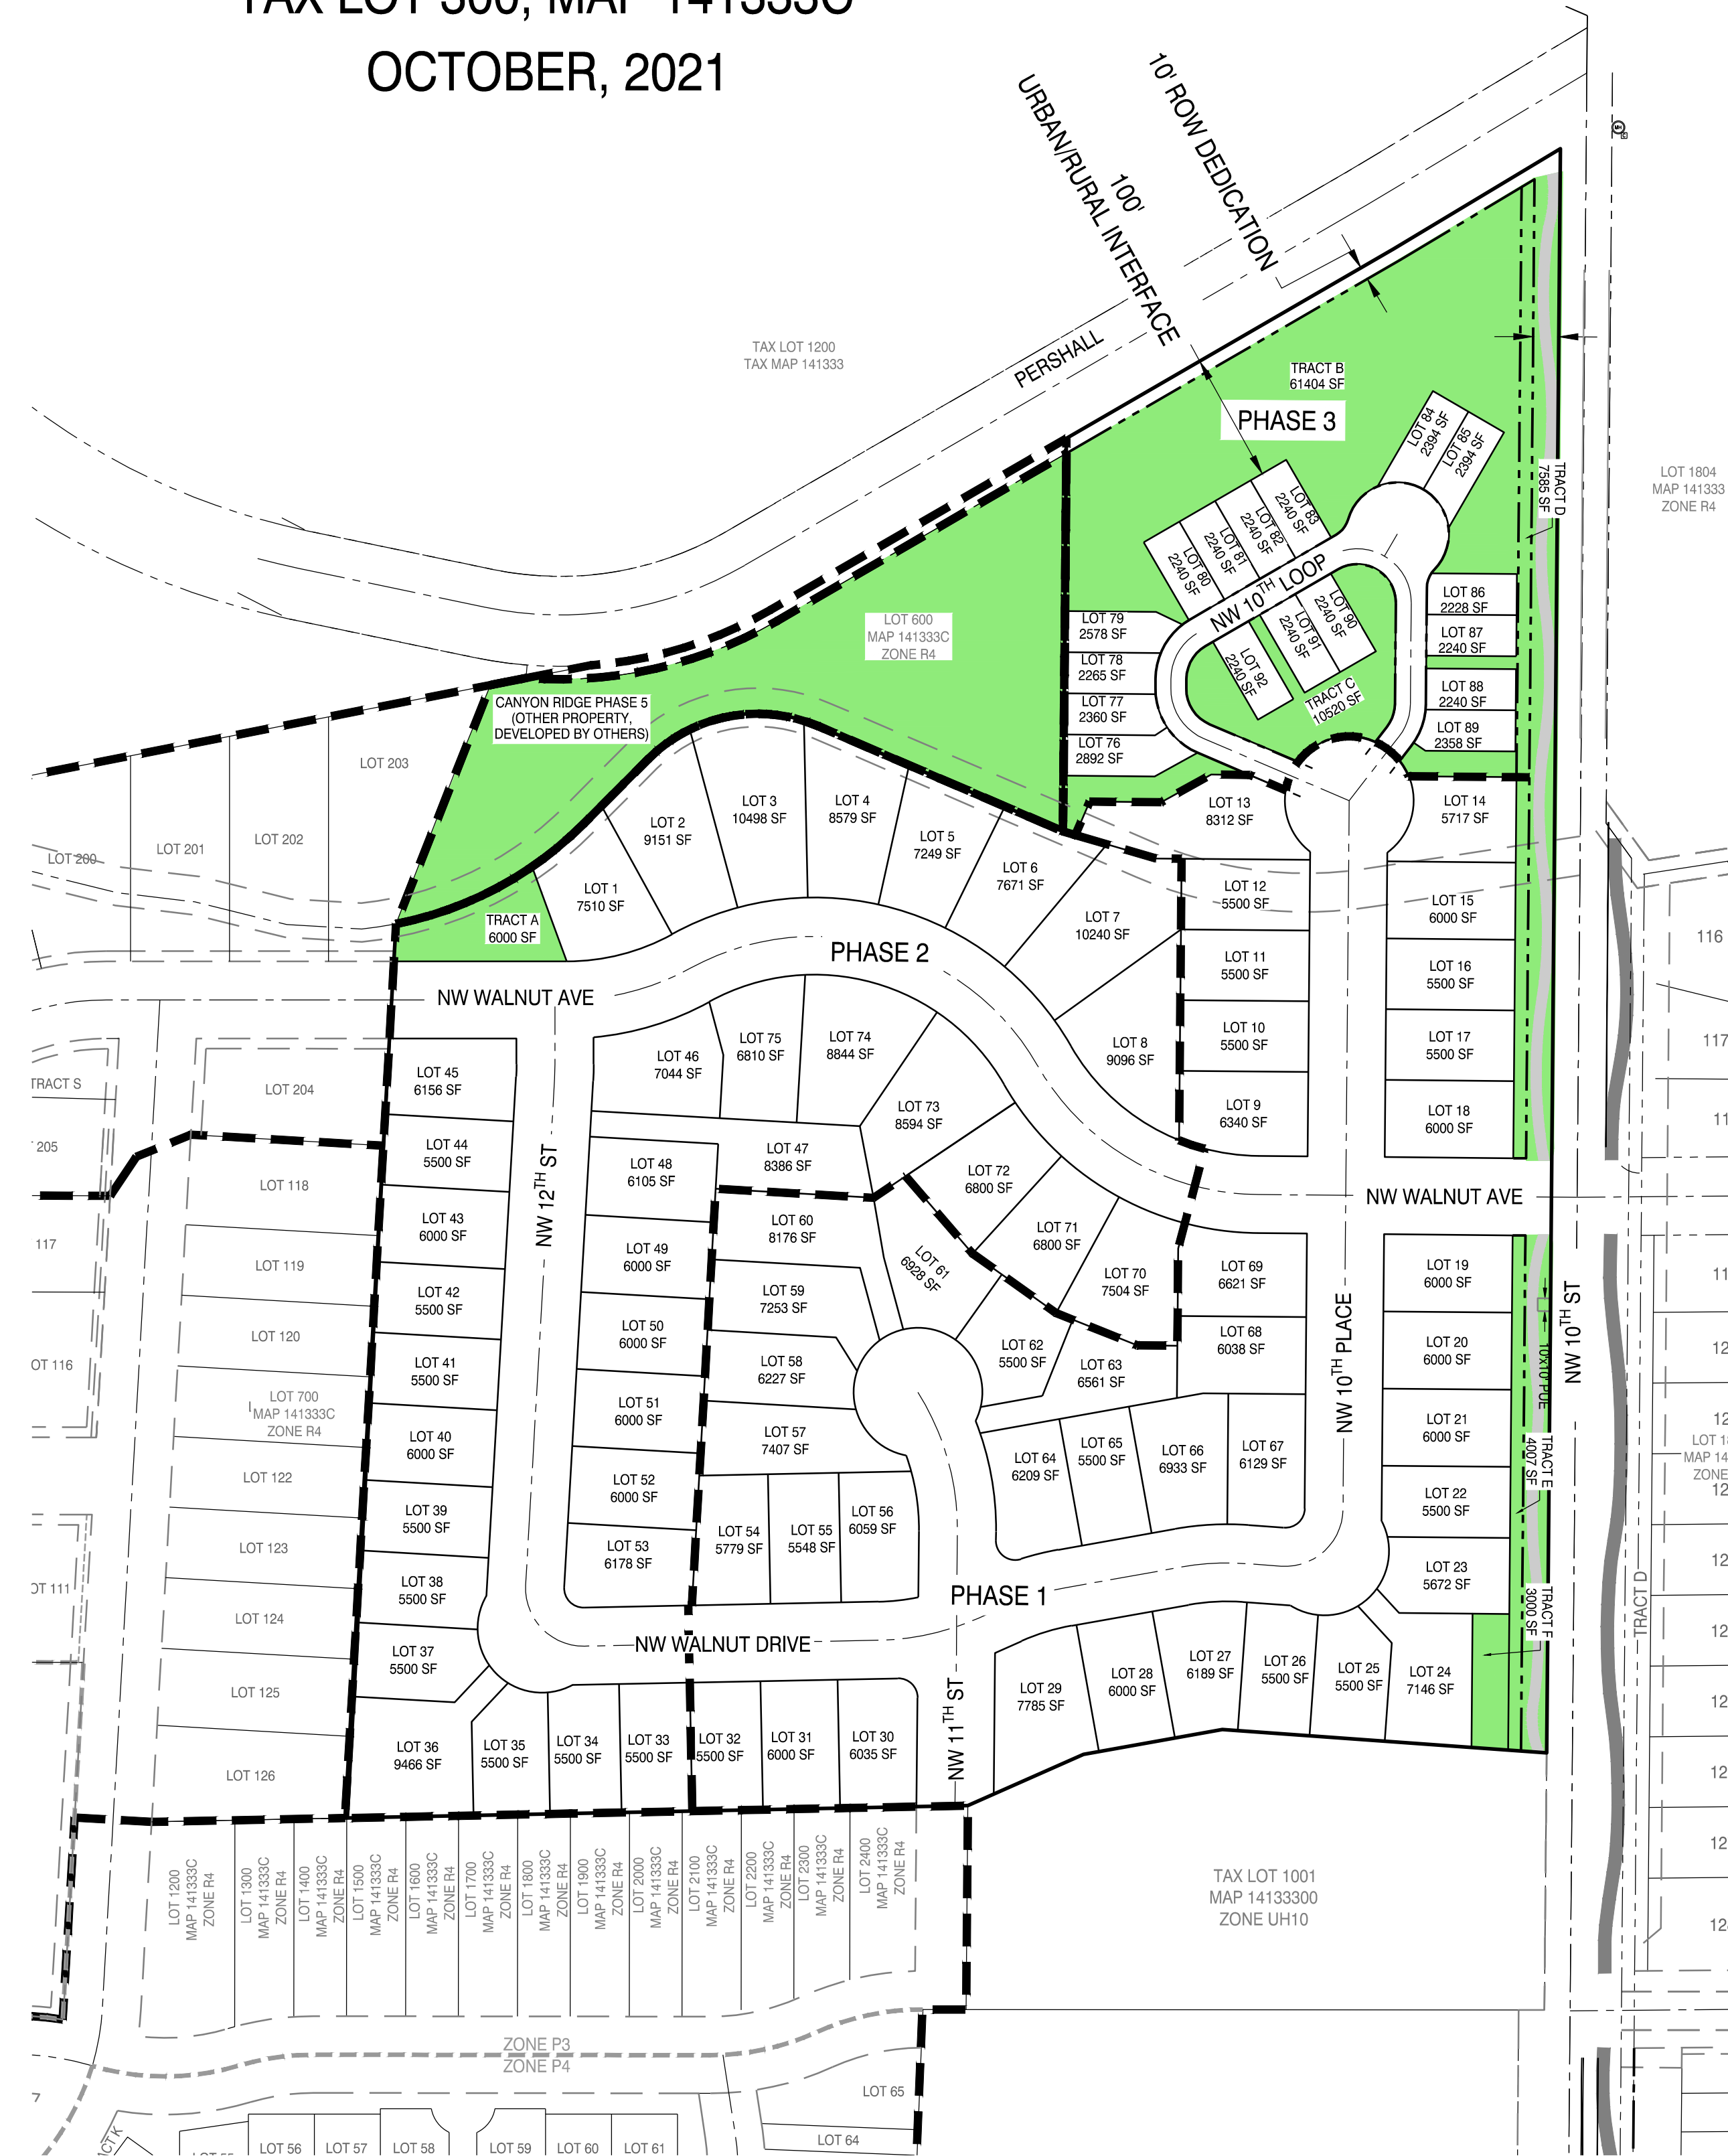 TAX LOT 300, MAP 141333C
OCTOBER, 2021
10' ROW DEDICATION
100'
URBAN/RURAL INTERFACE
PERSHALL
TAX LOT 1200
TAX MAP 141333
TRACT B
61404 SF
PHASE 3
LOT 84
2394 SF
LOT 85
2394 SF
TRACT D
7585 SF
LOT 1804
MAP 141333
ZONE R4
LOT 83
2240 SF
LOT 82
2240 SF
LOT 81
2240 SF
LOT 80
2240 SF
NW 10TH LOOP
LOT 90
2240 SF
LOT 91
2240 SF
LOT 92
2240 SF
TRACT C
10520 SF
LOT 86
2228 SF
LOT 87
2240 SF
LOT 88
2240 SF
LOT 89
2358 SF
LOT 79
2578 SF
LOT 78
2265 SF
LOT 77
2360 SF
LOT 76
2892 SF
LOT 600
MAP 141333C
ZONE R4
CANYON RIDGE PHASE 5
(OTHER PROPERTY,
DEVELOPED BY OTHERS)
LOT 203
LOT 202
LOT 201
LOT 200
TRACT A
6000 SF
LOT 1
7510 SF
LOT 2
9151 SF
LOT 3
10498 SF
LOT 4
8579 SF
LOT 5
7249 SF
LOT 6
7671 SF
LOT 7
10240 SF
LOT 8
9096 SF
LOT 13
8312 SF
LOT 14
5717 SF
LOT 12
5500 SF
LOT 15
6000 SF
LOT 11
5500 SF
LOT 16
5500 SF
LOT 10
5500 SF
LOT 17
5500 SF
LOT 9
6340 SF
LOT 18
6000 SF
116
117
PHASE 2
NW WALNUT AVE
LOT 45
6156 SF
LOT 46
7044 SF
LOT 75
6810 SF
LOT 74
8844 SF
LOT 73
8594 SF
LOT 72
6800 SF
LOT 71
6800 SF
LOT 70
7504 SF
NW WALNUT AVE
TRACT S
LOT 204
205
LOT 118
117
LOT 119
LOT 120
OT 116
LOT 700
MAP 141333C
ZONE R4
LOT 122
LOT 123
OT 111
LOT 124
LOT 125
LOT 126
LOT 44
5500 SF
LOT 43
6000 SF
LOT 42
5500 SF
LOT 41
5500 SF
LOT 40
6000 SF
LOT 39
5500 SF
LOT 38
5500 SF
LOT 37
5500 SF
LOT 36
9466 SF
NW 12TH ST
LOT 47
8386 SF
LOT 48
6105 SF
LOT 49
6000 SF
LOT 50
6000 SF
LOT 51
6000 SF
LOT 52
6000 SF
LOT 53
6178 SF
LOT 60
8176 SF
LOT 59
7253 SF
LOT 58
6227 SF
LOT 57
7407 SF
LOT 54
5779 SF
LOT 55
5548 SF
LOT 56
6059 SF
LOT 61
6928 SF
LOT 62
5500 SF
LOT 63
6561 SF
LOT 64
6209 SF
LOT 65
5500 SF
LOT 66
6933 SF
LOT 67
6129 SF
LOT 69
6621 SF
LOT 68
6038 SF
NW 10TH PLACE
LOT 19
6000 SF
LOT 20
6000 SF
LOT 21
6000 SF
LOT 22
5500 SF
LOT 23
5672 SF
NW 10TH ST
10'x10' PUE
TRACT E
4007 SF
TRACT F
3000 SF
TRACT D
PHASE 1
NW WALNUT DRIVE
NW 11TH ST
LOT 35
5500 SF
LOT 34
5500 SF
LOT 33
5500 SF
LOT 32
5500 SF
LOT 31
6000 SF
LOT 30
6035 SF
LOT 29
7785 SF
LOT 28
6000 SF
LOT 27
6189 SF
LOT 26
5500 SF
LOT 25
5500 SF
LOT 24
7146 SF
LOT 1200
MAP 141333C
ZONE R4
LOT 1300
MAP 141333C
ZONE R4
LOT 1400
MAP 141333C
ZONE R4
LOT 1500
MAP 141333C
ZONE R4
LOT 1600
MAP 141333C
ZONE R4
LOT 1700
MAP 141333C
ZONE R4
LOT 1800
MAP 141333C
ZONE R4
LOT 1900
MAP 141333C
ZONE R4
LOT 2000
MAP 141333C
ZONE R4
LOT 2100
MAP 141333C
ZONE R4
LOT 2200
MAP 141333C
ZONE R4
LOT 2300
MAP 141333C
ZONE R4
LOT 2400
MAP 141333C
ZONE R4
TAX LOT 1001
MAP 14133300
ZONE UH10
ZONE P3
ZONE P4
LOT 65
LOT 64
LOT 56
LOT 57
LOT 58
LOT 59
LOT 60
LOT 61